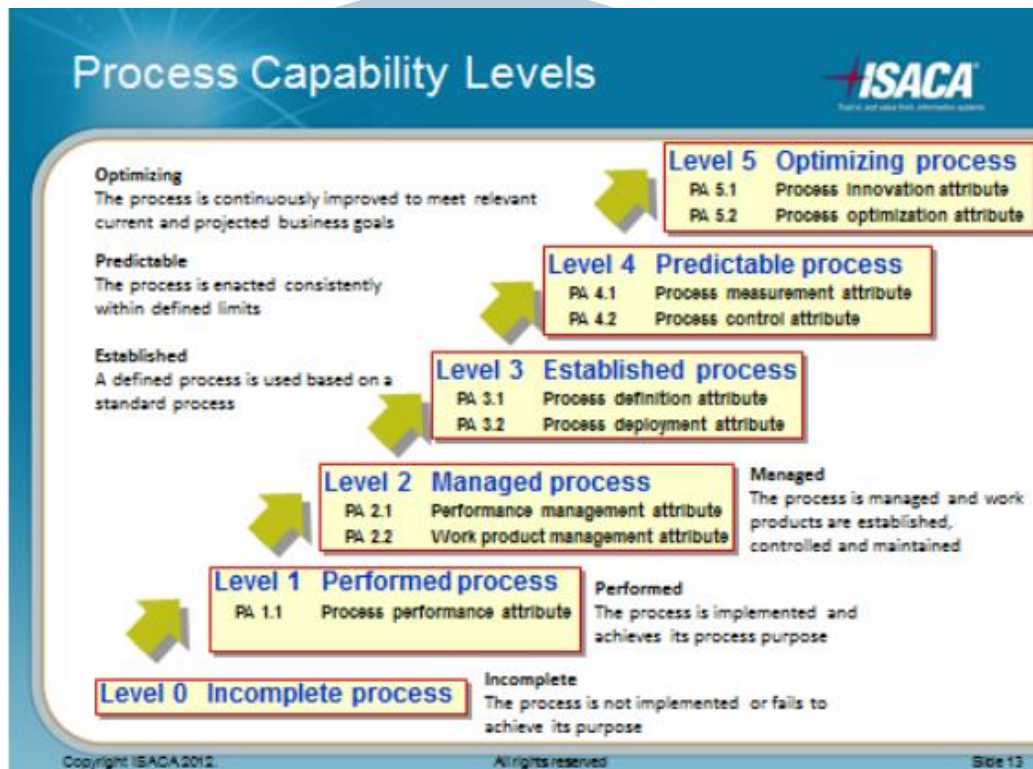 Process Capability Levels
ISACA®
Trust in, and value from, information systems
Optimizing
The process is continuously improved to meet relevant
current and projected business goals
Level 5 Optimizing process
PA 5.1 Process innovation attribute
PA 5.2 Process optimization attribute
Predictable
The process is enacted consistently
within defined limits
Level 4 Predictable process
PA 4.1 Process measurement attribute
PA 4.2 Process control attribute
Established
A defined process is used based on a
standard process
Level 3 Established process
PA 3.1 Process definition attribute
PA 3.2 Process deployment attribute
Level 2 Managed process
PA 2.1 Performance management attribute
PA 2.2 Work product management attribute
Managed
The process is managed and work
products are established,
controlled and maintained
Level 1 Performed process
PA 1.1 Process performance attribute
Performed
The process is implemented and
achieves its process purpose
Level 0 Incomplete process
Incomplete
The process is not implemented or fails to
achieve its purpose
Copyright ISACA 2012.
All rights reserved
Slide 13